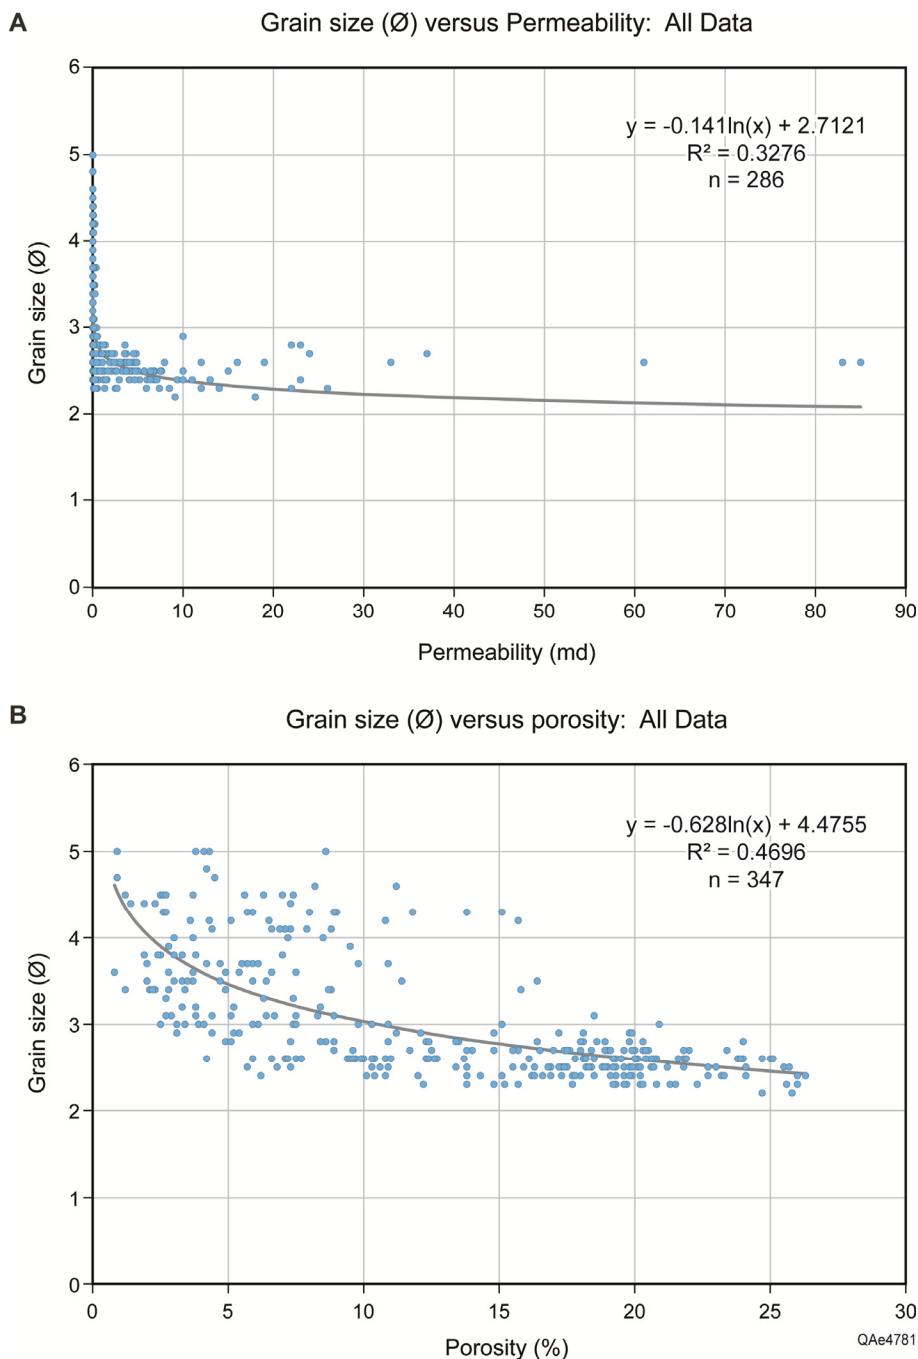 A
Grain size (Ø) versus Permeability: All Data
6
y = -0.141ln(x) + 2.7121
R² = 0.3276
n = 286
5
4
3
2
1
0
Grain size (Ø)
0 10 20 30 40 50 60 70 80 90
Permeability (md)
B
Grain size (Ø) versus porosity: All Data
6
y = -0.628ln(x) + 4.4755
R² = 0.4696
n = 347
5
4
3
2
1
0
Grain size (Ø)
0 5 10 15 20 25 30
Porosity (%)
QAe4781